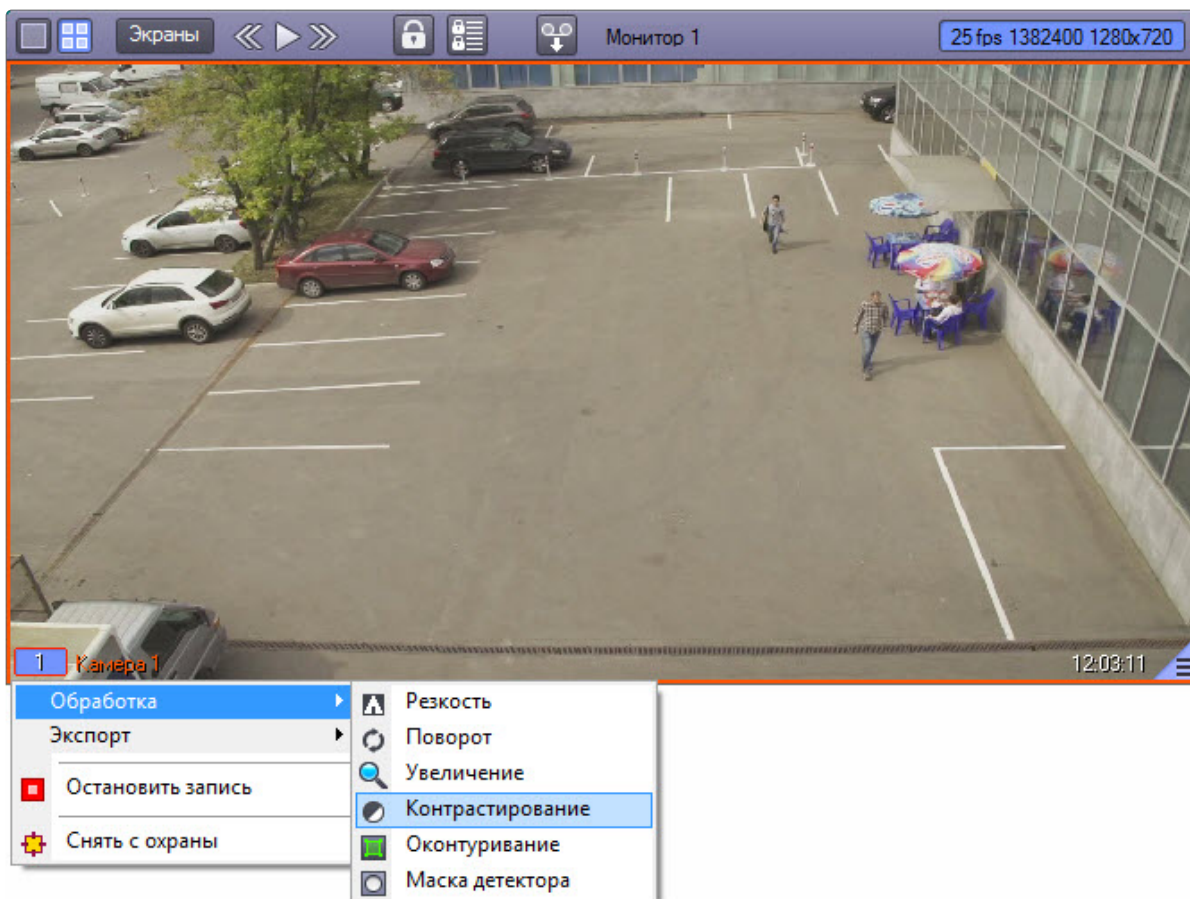 Экраны Монитор 1 25 fps 1382400 1280x720
1 Камера 1 12:03:11
Обработка
Экспорт
Остановить запись
Снять с охраны
Резкость
Поворот
Увеличение
Контрастирование
Оконтуривание
Маска детектора